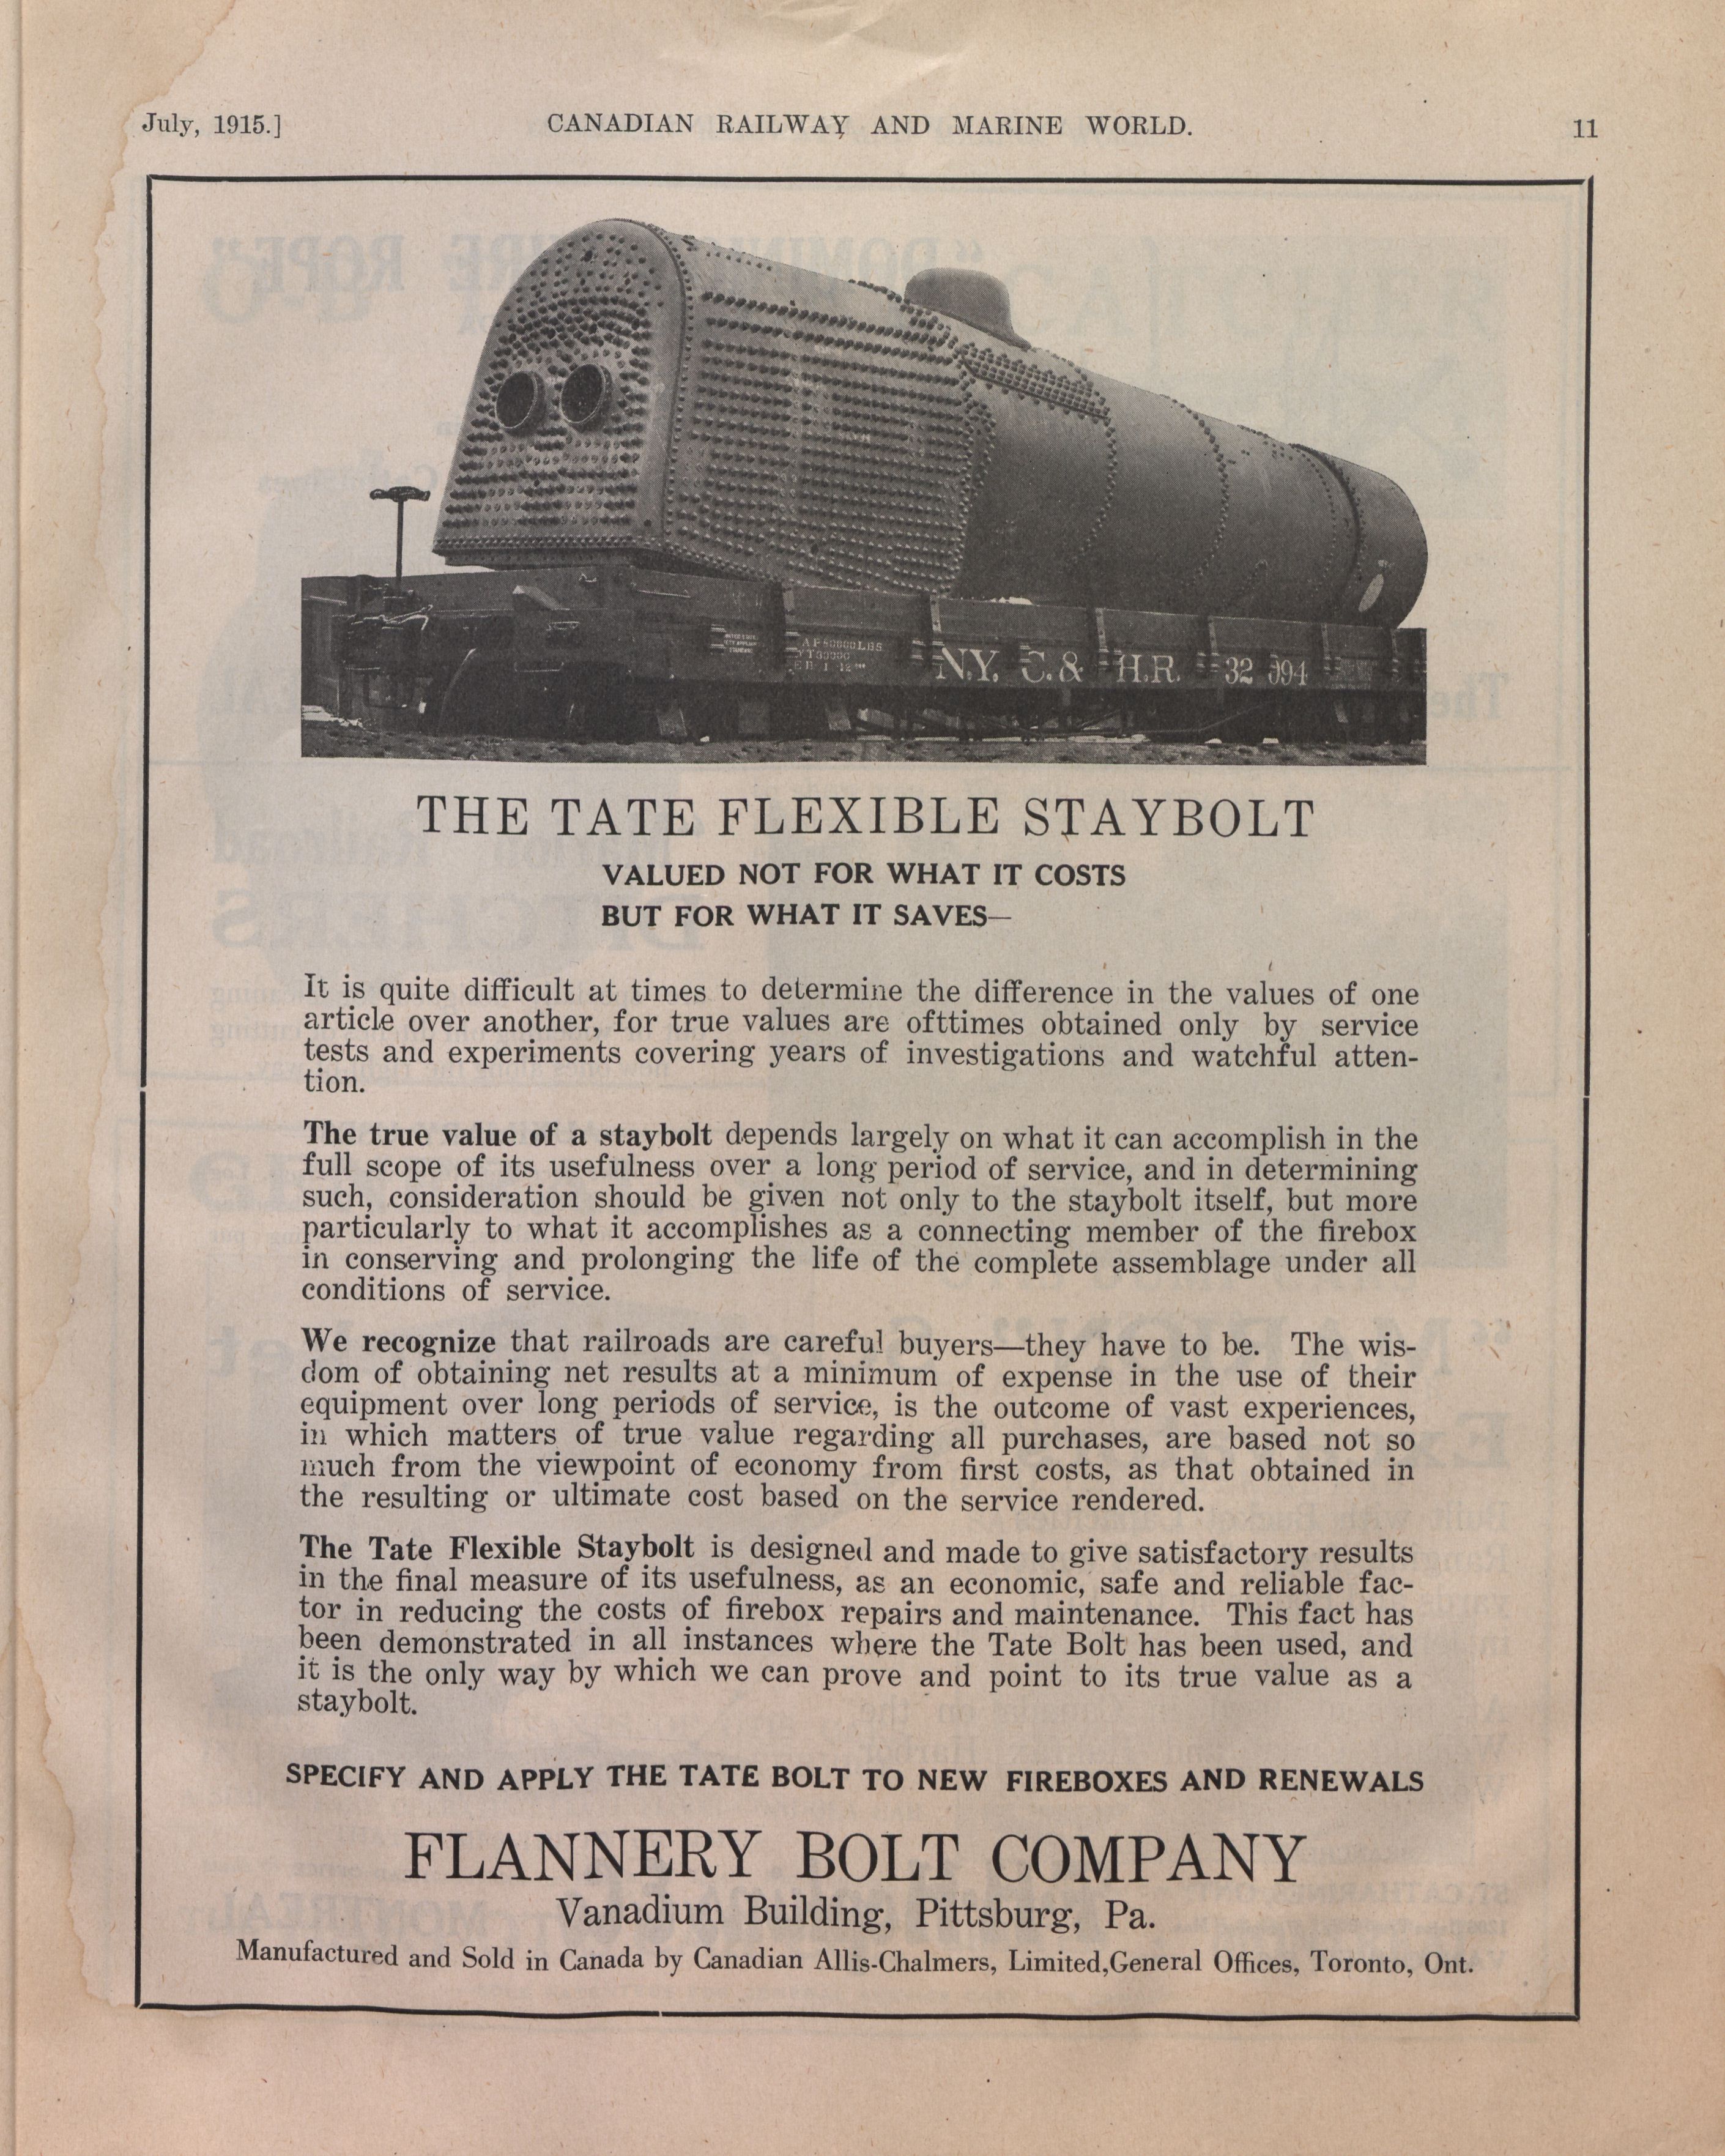 July, 1915.] CANADIAN RAILWAY AND MARINE WORLD. 11
N.Y. C. & H.R. 32
THE TATE FLEXIBLE STAYBOLT
VALUED NOT FOR WHAT IT COSTS
BUT FOR WHAT IT SAVES—
It is quite difficult at times to determine the difference in the values of one
article over another, for true values are ofttimes obtained only by service
tests and experiments covering years of investigations and watchful atten-
tion.
The true value of a staybolt depends largely on what it can accomplish in the
full scope of its usefulness over a long period of service, and in determining
such, consideration should be given not only to the staybolt itself, but more
particularly to what it accomplishes as a connecting member of the firebox
in conserving and prolonging the life of the complete assemblage under all
conditions of service.
We recognize that railroads are careful buyers—they have to be. The wis-
dom of obtaining net results at a minimum of expense in the use of their
equipment over long periods of service, is the outcome of vast experiences,
in which matters of true value regarding all purchases, are based not so
much from the viewpoint of economy from first costs, as that obtained in
the resulting or ultimate cost based on the service rendered.
The Tate Flexible Staybolt is designed and made to give satisfactory results
in the final measure of its usefulness, as an economic, safe and reliable fac-
tor in reducing the costs of firebox repairs and maintenance. This fact has
been demonstrated in all instances where the Tate Bolt has been used, and
it is the only way by which we can prove and point to its true value as a
staybolt.
SPECIFY AND APPLY THE TATE BOLT TO NEW FIREBOXES AND RENEWALS
FLANNERY BOLT COMPANY
Vanadium Building, Pittsburg, Pa.
Manufactured and Sold in Canada by Canadian Allis-Chalmers, Limited,General Offices, Toronto, Ont.